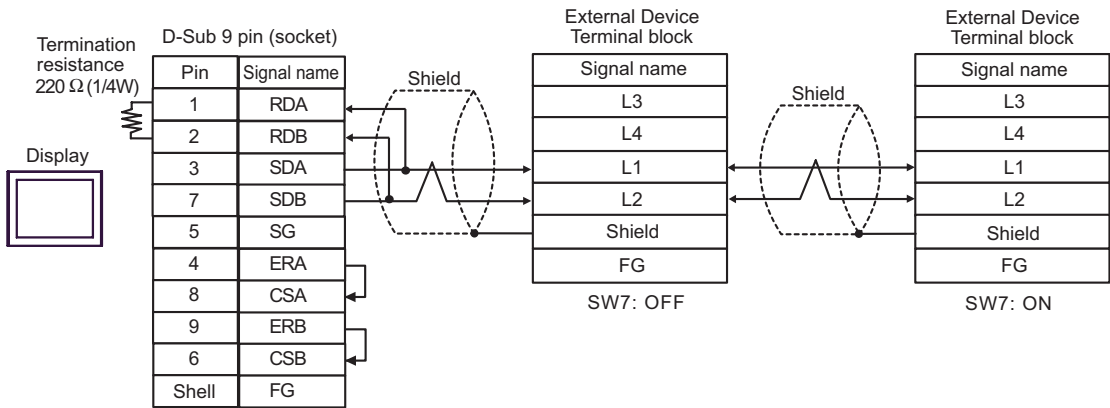 Termination
resistance
220 Ω (1/4W)
Display
D-Sub 9 pin (socket)
Pin Signal name
1 RDA
2 RDB
3 SDA
7 SDB
5 SG
4 ERA
8 CSA
9 ERB
6 CSB
Shell FG
Shield
External Device
Terminal block
Signal name
L3
L4
L1
L2
Shield
FG
SW7: OFF
Shield
External Device
Terminal block
Signal name
L3
L4
L1
L2
Shield
FG
SW7: ON